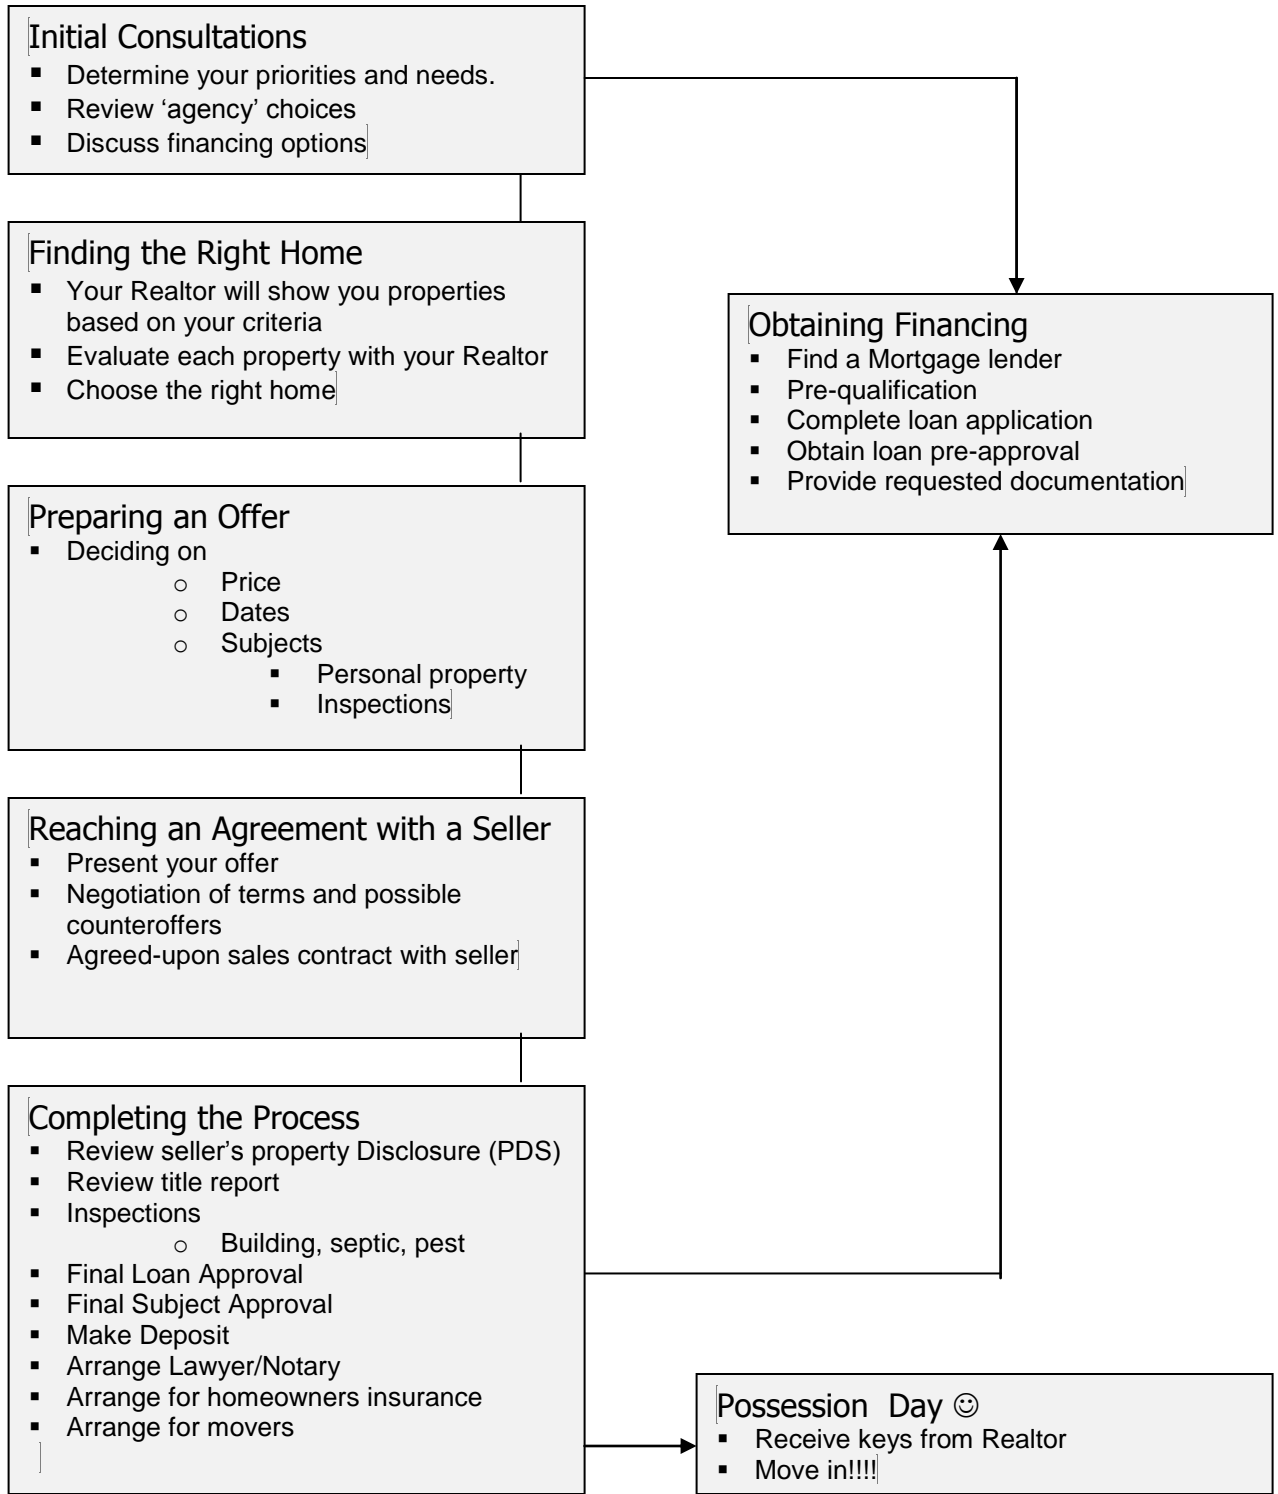 Initial Consultations
▪ Determine your priorities and needs.
▪ Review ‘agency’ choices
▪ Discuss financing options
Finding the Right Home
▪ Your Realtor will show you properties
based on your criteria
▪ Evaluate each property with your Realtor
▪ Choose the right home
Obtaining Financing
▪ Find a Mortgage lender
▪ Pre-qualification
▪ Complete loan application
▪ Obtain loan pre-approval
▪ Provide requested documentation
Preparing an Offer
▪ Deciding on
o Price
o Dates
o Subjects
▪ Personal property
▪ Inspections
Reaching an Agreement with a Seller
▪ Present your offer
▪ Negotiation of terms and possible
counteroffers
▪ Agreed-upon sales contract with seller
Completing the Process
▪ Review seller’s property Disclosure (PDS)
▪ Review title report
▪ Inspections
o Building, septic, pest
▪ Final Loan Approval
▪ Final Subject Approval
▪ Make Deposit
▪ Arrange Lawyer/Notary
▪ Arrange for homeowners insurance
▪ Arrange for movers
Possession Day ☺
▪ Receive keys from Realtor
▪ Move in!!!!